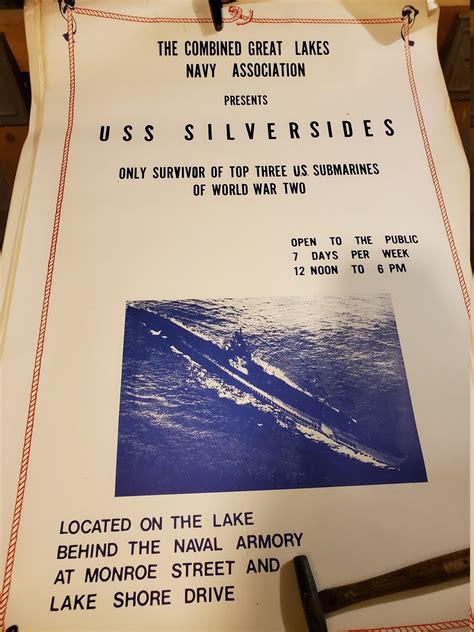 THE COMBINED GREAT LAKES
NAVY ASSOCIATION
PRESENTS
USS SILVERSIDES
ONLY SURVIVOR OF TOP THREE U.S. SUBMARINES
OF WORLD WAR TWO
OPEN TO THE PUBLIC
7 DAYS PER WEEK
12 NOON TO 6 PM
LOCATED ON THE LAKE
BEHIND THE NAVAL ARMORY
AT MONROE STREET AND
LAKE SHORE DRIVE